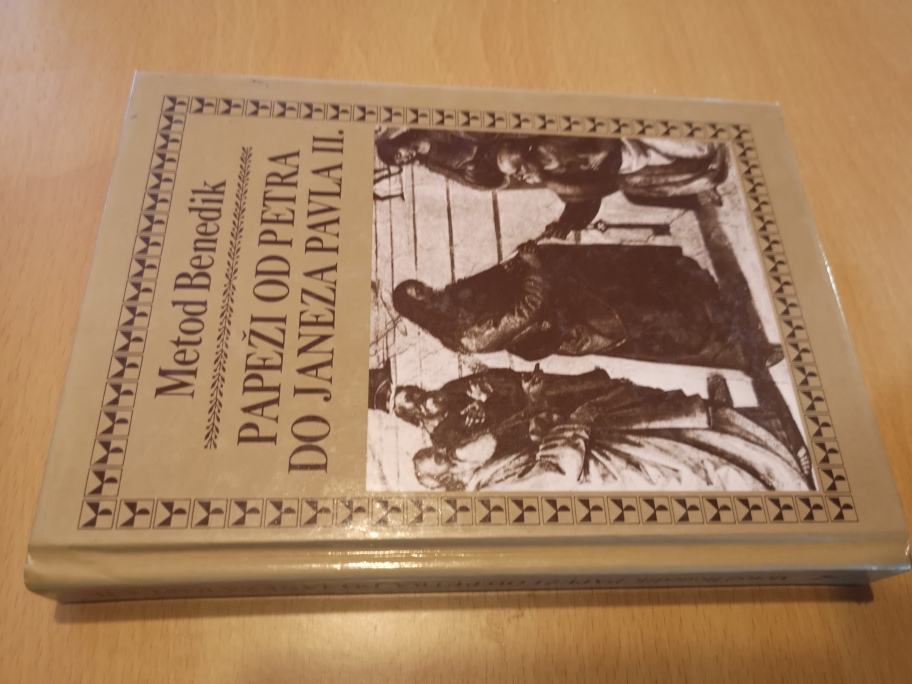 Metod Benedik
PAPEŽI OD PETRA
DO JANEZA PAVLA II.